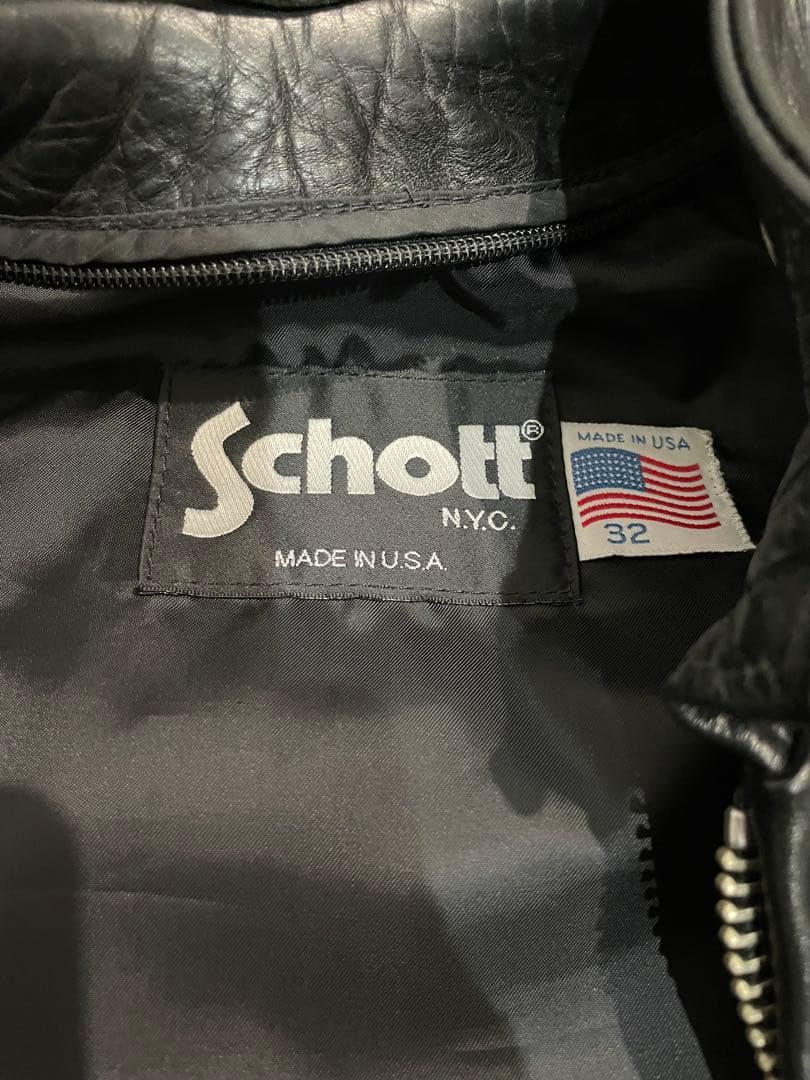 Schott®
N.Y.C.
MADE IN U.S.A.
MADE IN USA
32